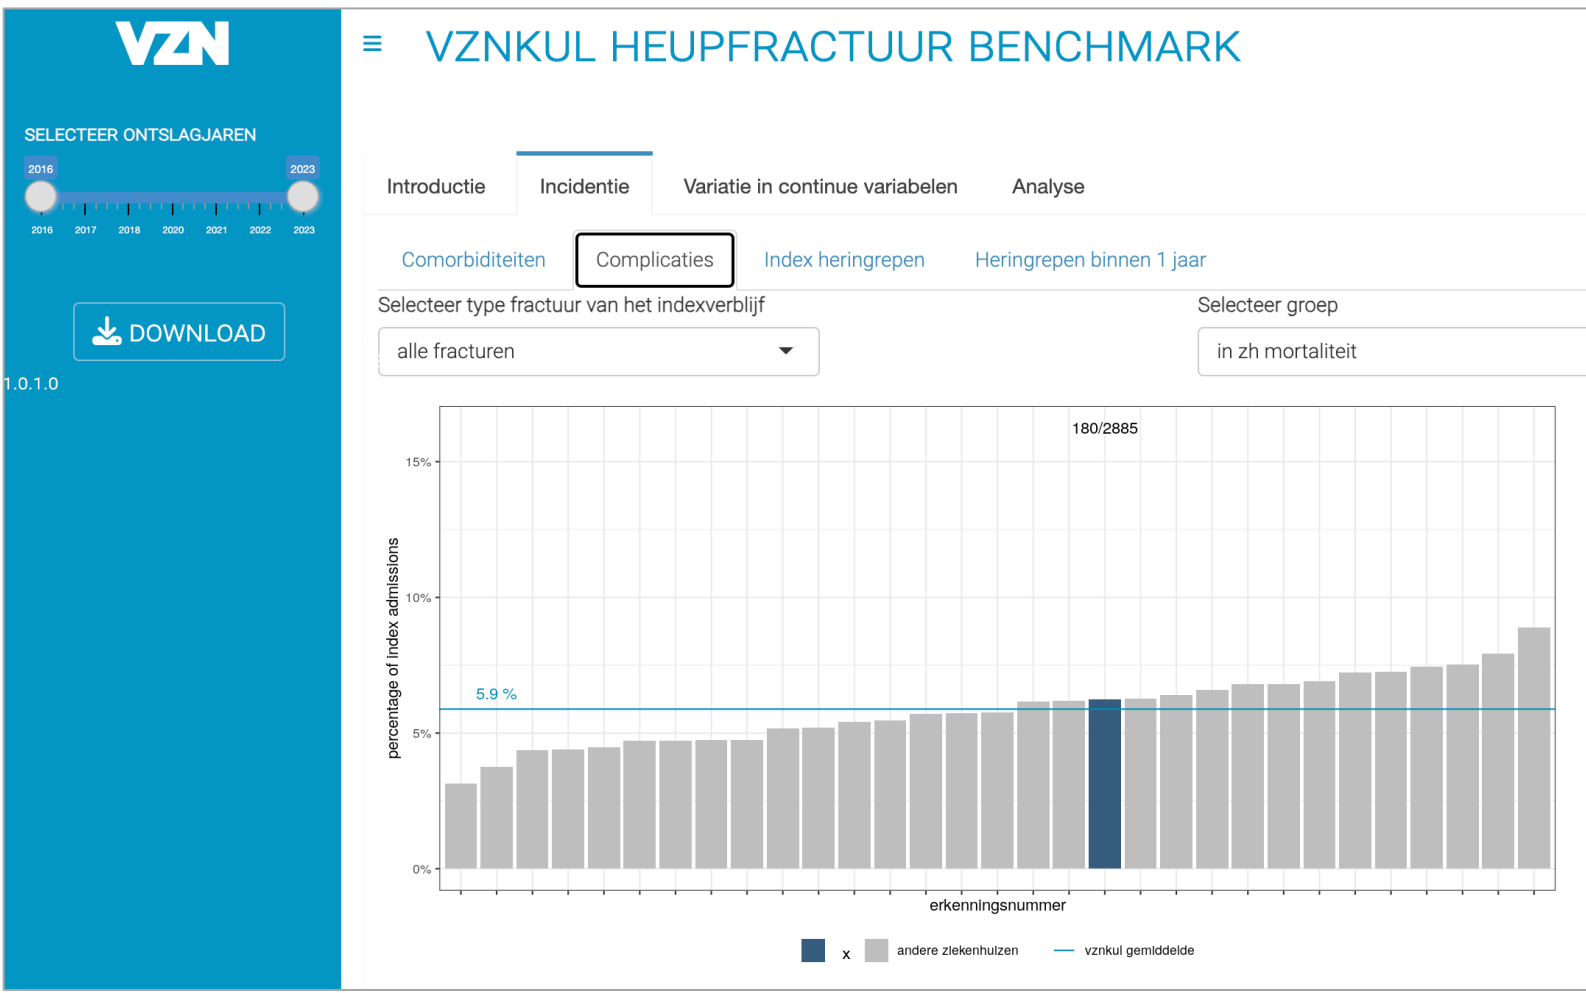 VZN
VZNKUL HEUPFRACTUUR BENCHMARK
SELECTEER ONTSLAGJAREN
2016 2023
2016 2017 2018 2020 2021 2022 2023
DOWNLOAD
1.0.1.0
Introductie Incidentie Variatie in continue variabelen Analyse
Comorbiditeiten Complicaties Index heringrepen Heringrepen binnen 1 jaar
Selecteer type fractuur van het indexverblijf Selecteer groep
alle fracturen in zh mortaliteit
180/2885
15%
10%
5.9 %
5%
0%
percentage of index admissions
erkenningsnummer
x andere ziekenhuizen vznkul gemiddelde